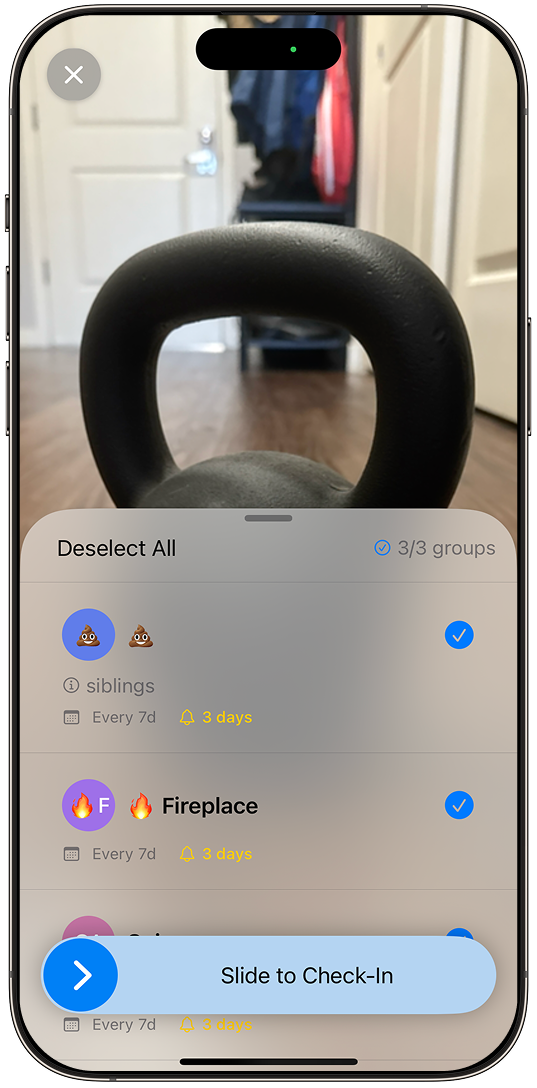 Deselect All
3/3 groups
💩 💩
siblings
Every 7d 3 days
🔥 F 🔥 Fireplace
Every 7d 3 days
Slide to Check-In
Every 7d 3 days